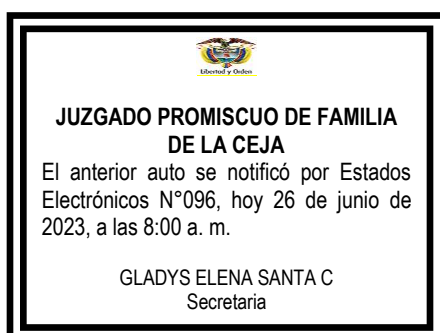 Libertad y Orden
JUZGADO PROMISCUO DE FAMILIA
DE LA CEJA
El anterior auto se notificó por Estados
Electrónicos N°096, hoy 26 de junio de
2023, a las 8:00 a. m.
GLADYS ELENA SANTA C
Secretaria